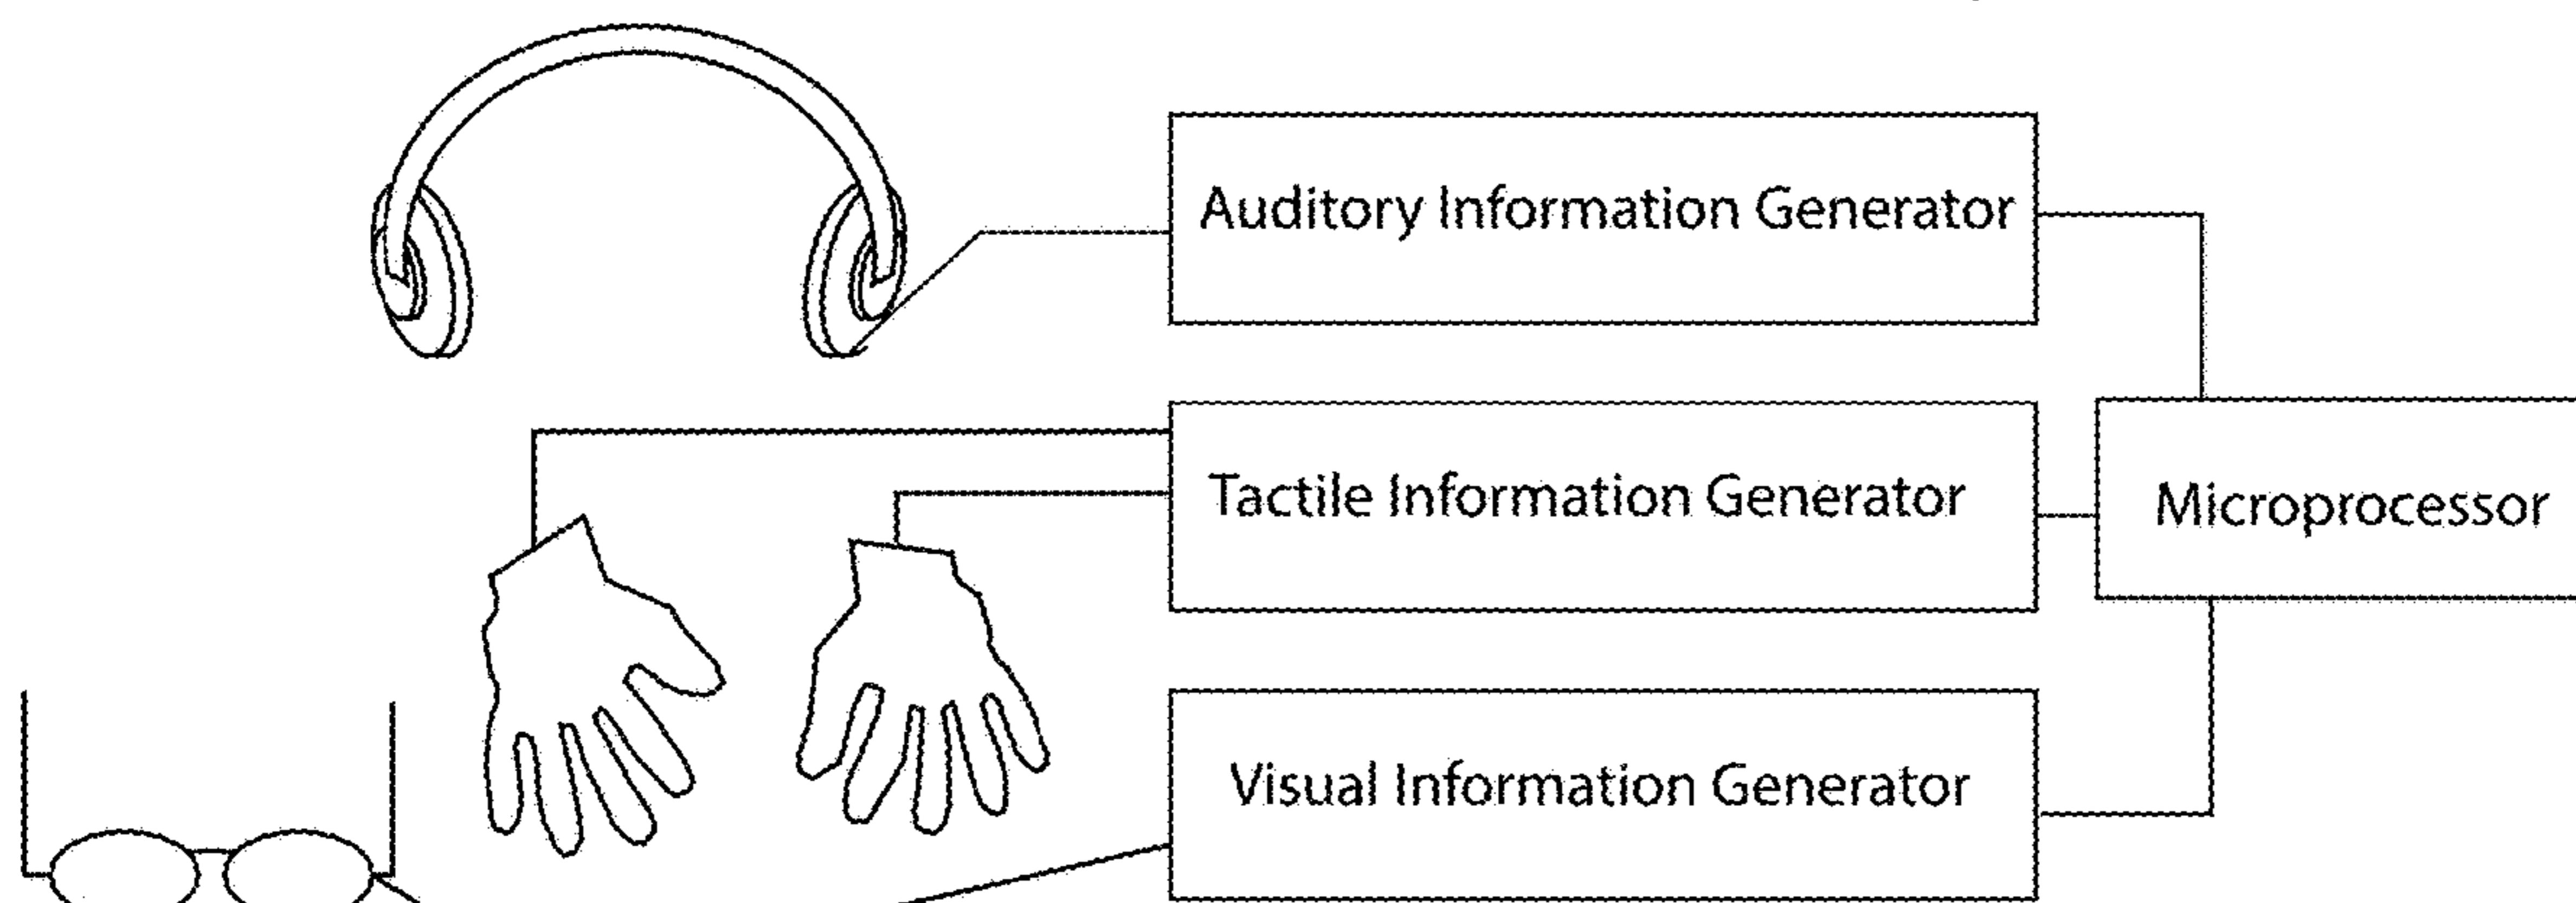 Auditory Information Generator
Tactile Information Generator
Microprocessor
Visual Information Generator